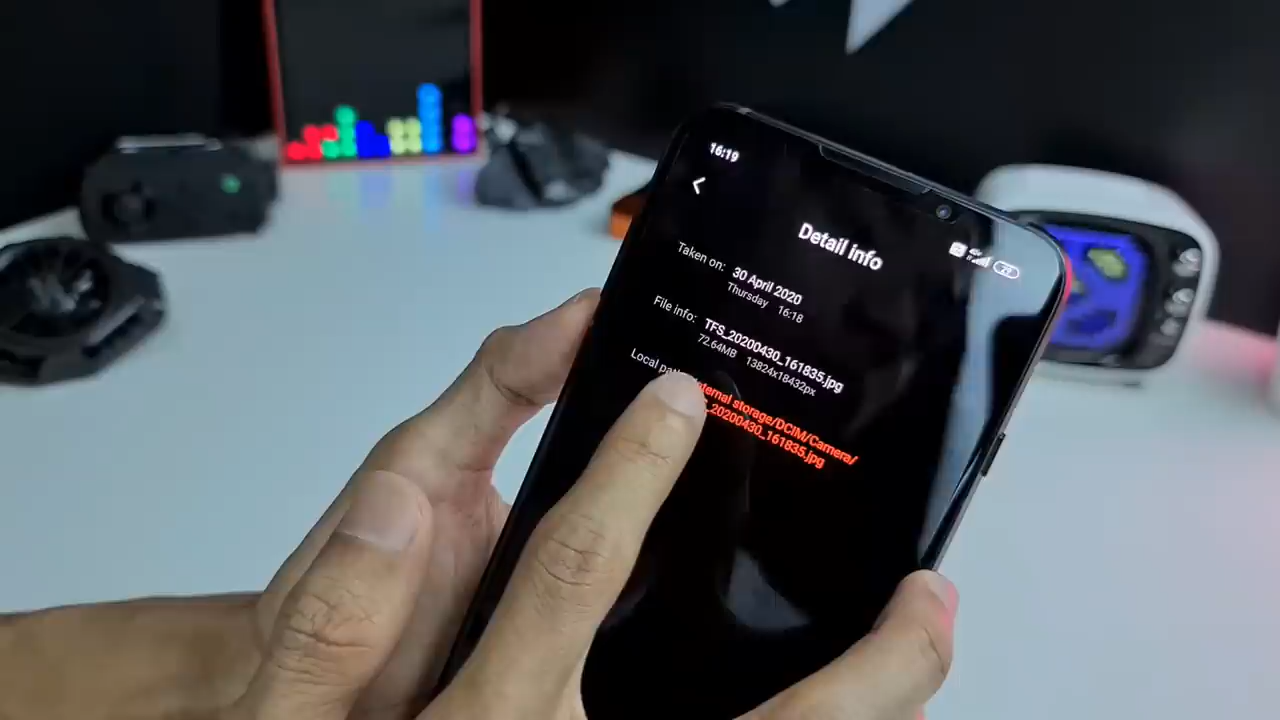 16:19
Detail info
Taken on: 30 April 2020
Thursday 16:18
File info: TFS_20200430_161835.jpg
72.64MB 13824x18432px
Local storage/DCIM/Camera/
_20200430_161835.jpg